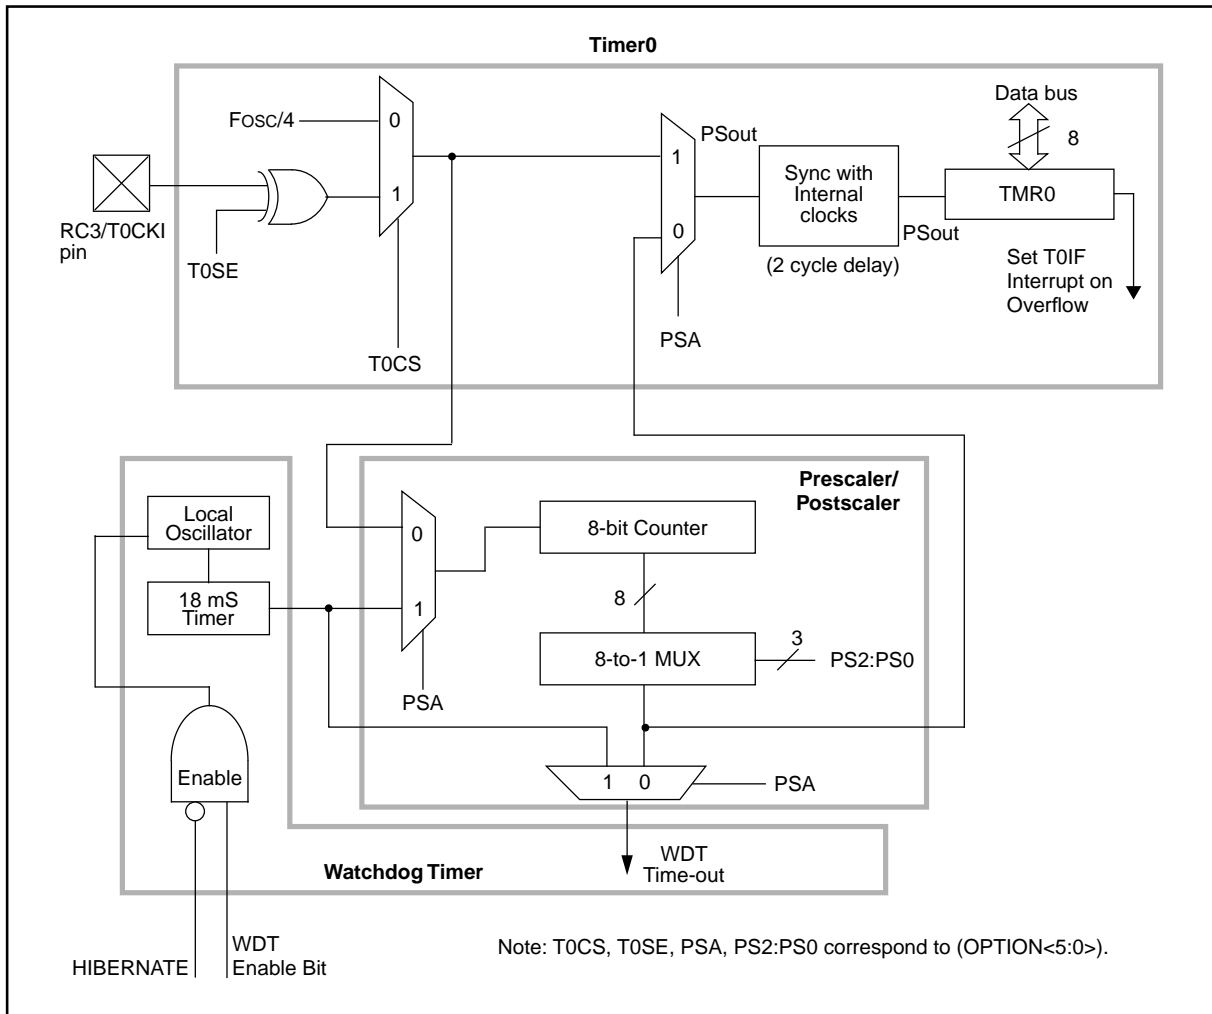 Timer0
Data bus
FOSC/4
0
8
PSout
1
Sync with
Internal
clocks
TMR0
1
RC3/T0CKI
pin
0
PSout
T0SE
(2 cycle delay)
Set T0IF
Interrupt on
Overflow
PSA
T0CS
Prescaler/
Postscaler
Local
Oscillator
0
8-bit Counter
18 mS
Timer
1
8
8-to-1 MUX
3
PS2:PS0
PSA
Enable
1 0
PSA
WDT
Time-out
Watchdog Timer
HIBERNATE
WDT
Enable Bit
Note: T0CS, T0SE, PSA, PS2:PS0 correspond to (OPTION<5:0>).